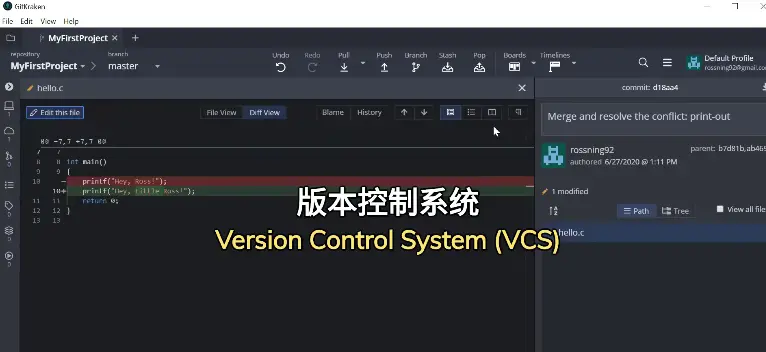 GitKraken
File Edit View Help
MyFirstProject
repository
MyFirstProject
branch
master
Undo Redo Pull Push Branch Stash Pop Boards Timelines
Default Profile
rossning92@gmail.com
hello.c
commit: d18aa4
Edit this file
File View Diff View Blame History
Merge and resolve the conflict: print-out
rossning92
authored 6/27/2020 @ 1:11 PM
parent: b7d81b,ab469
1 modified
Path Tree View all file
hello.c
@@ -7,7 +7,7 @@
7 7
8 8 int main()
9 9 {
10 - printf("Hey, Ross!");
10 + printf("Hey, little Ross!");
11 11 return 0;
12 12 }
13 13
版本控制系统
Version Control System (VCS)